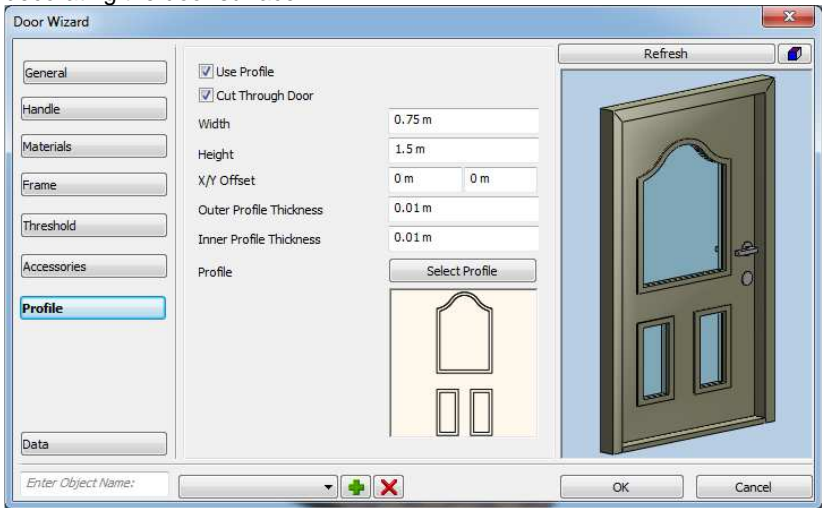 Door Wizard
Refresh
General
Use Profile
Cut Through Door
Handle
Width 0.75 m
Materials
Height 1.5 m
Frame
X/Y Offset 0 m 0 m
Outer Profile Thickness 0.01 m
Threshold
Inner Profile Thickness 0.01 m
Accessories
Profile Select Profile
Profile
Data
Enter Object Name:
OK Cancel